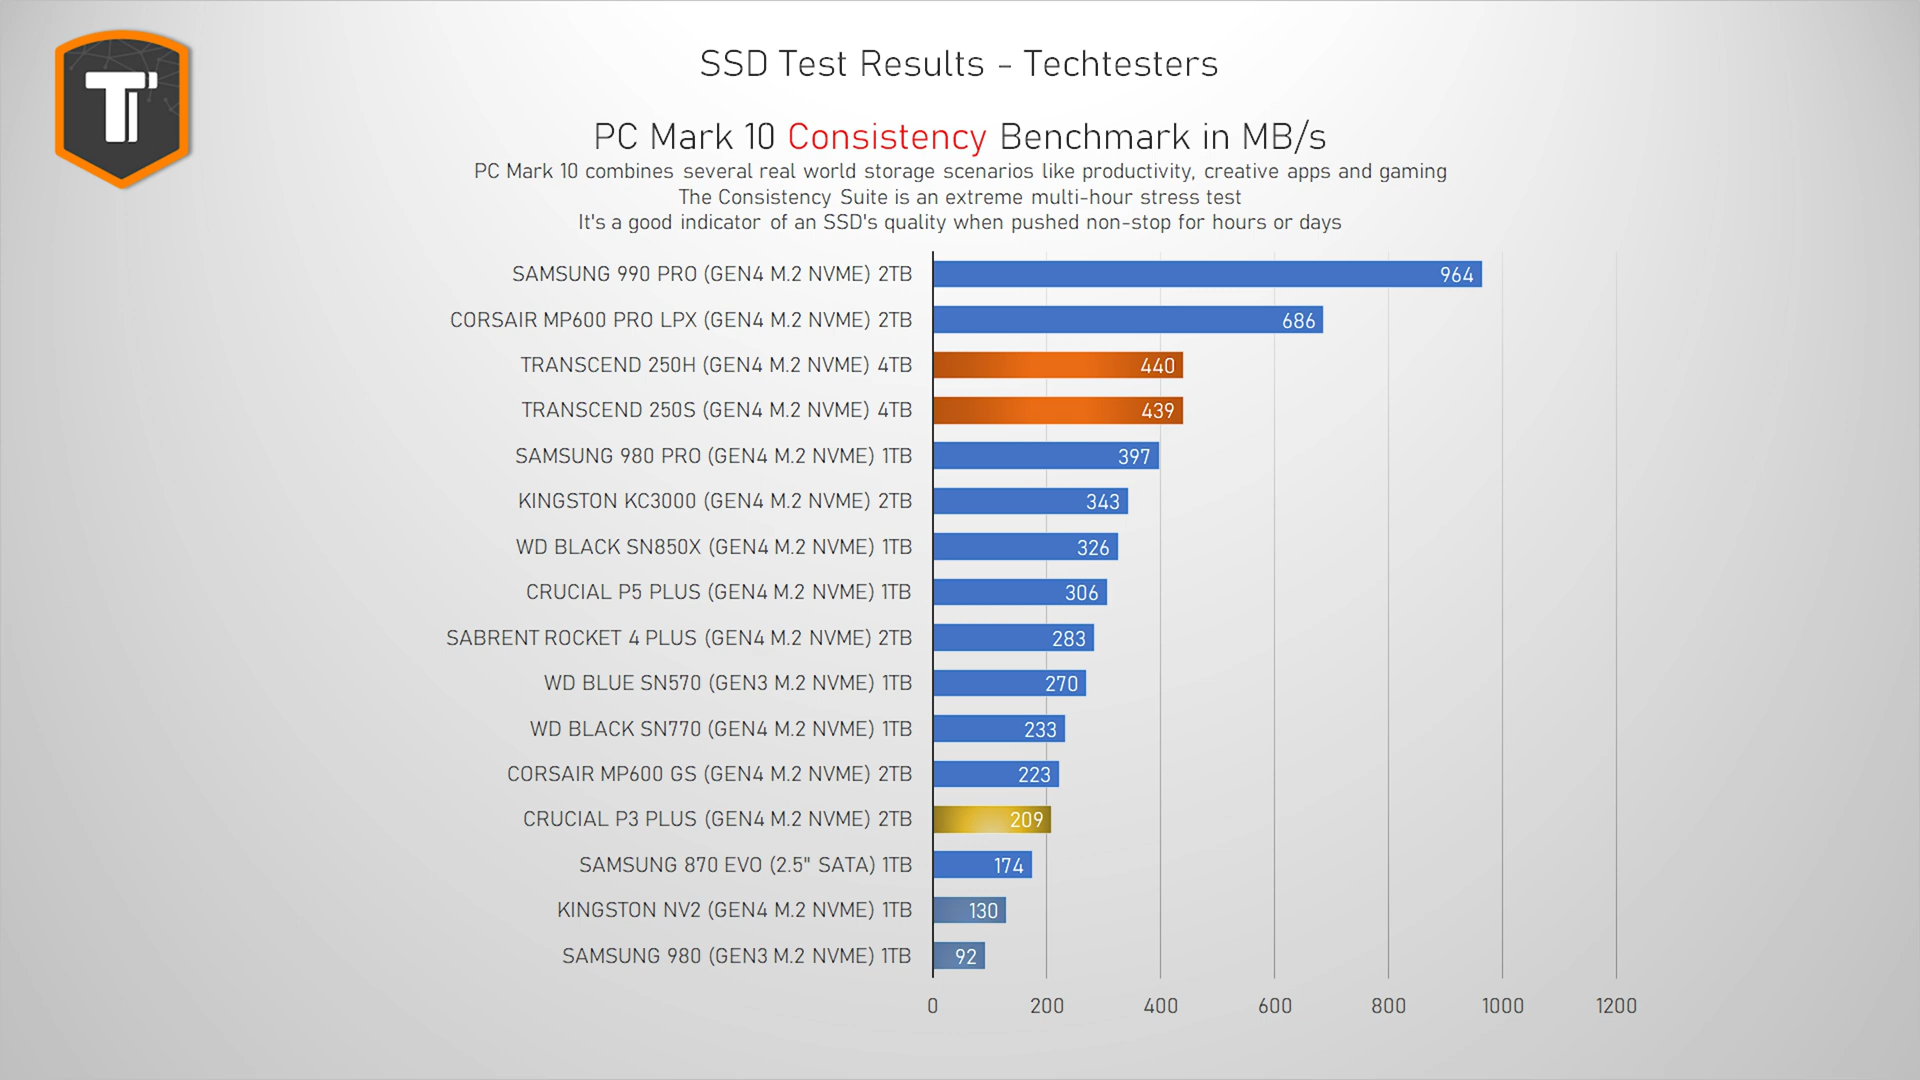 SSD Test Results - Techtesters
PC Mark 10 Consistency Benchmark in MB/s
PC Mark 10 combines several real world storage scenarios like productivity, creative apps and gaming
The Consistency Suite is an extreme multi-hour stress test
It's a good indicator of an SSD's quality when pushed non-stop for hours or days
SAMSUNG 990 PRO (GEN4 M.2 NVME) 2TB 964
CORSAIR MP600 PRO LPX (GEN4 M.2 NVME) 2TB 686
TRANSCEND 250H (GEN4 M.2 NVME) 4TB 440
TRANSCEND 250S (GEN4 M.2 NVME) 4TB 439
SAMSUNG 980 PRO (GEN4 M.2 NVME) 1TB 397
KINGSTON KC3000 (GEN4 M.2 NVME) 2TB 343
WD BLACK SN850X (GEN4 M.2 NVME) 1TB 326
CRUCIAL P5 PLUS (GEN4 M.2 NVME) 1TB 306
SABRENT ROCKET 4 PLUS (GEN4 M.2 NVME) 2TB 283
WD BLUE SN570 (GEN3 M.2 NVME) 1TB 270
WD BLACK SN770 (GEN4 M.2 NVME) 1TB 233
CORSAIR MP600 GS (GEN4 M.2 NVME) 2TB 223
CRUCIAL P3 PLUS (GEN4 M.2 NVME) 2TB 209
SAMSUNG 870 EVO (2.5" SATA) 1TB 174
KINGSTON NV2 (GEN4 M.2 NVME) 1TB 130
SAMSUNG 980 (GEN3 M.2 NVME) 1TB 92
0 200 400 600 800 1000 1200